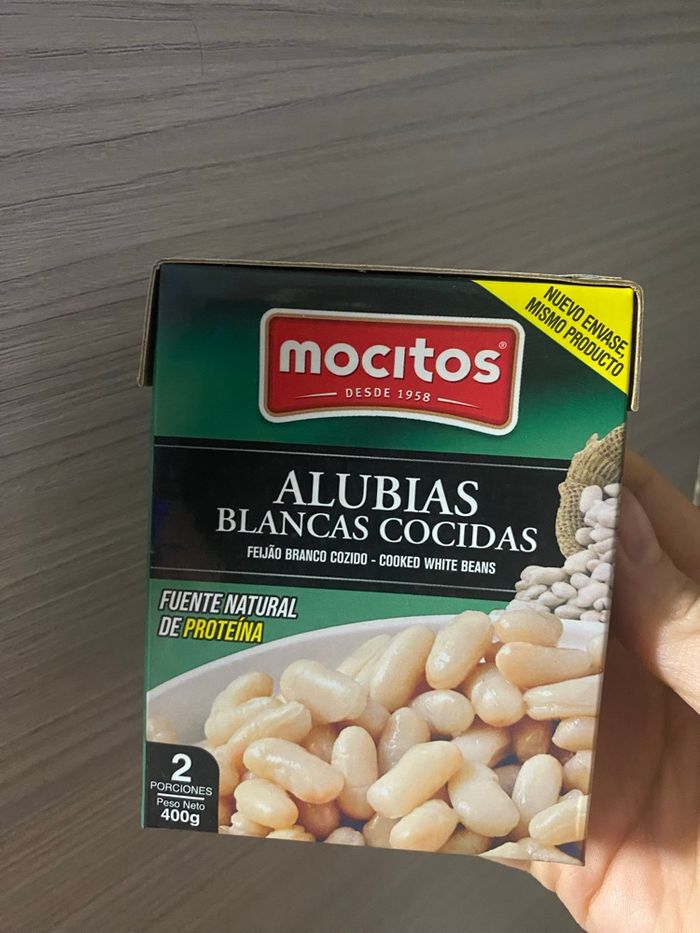 NUEVO ENVASE,
MISMO PRODUCTO
mocitos®
DESDE 1958
ALUBIAS
BLANCAS COCIDAS
FEIJÃO BRANCO COZIDO - COOKED WHITE BEANS
FUENTE NATURAL
DE PROTEÍNA
2
PORCIONES
Peso Neto
400g